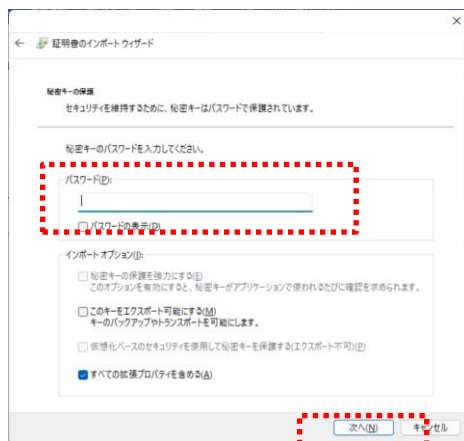 証明書のインポート ウィザード
秘密キーの保護
セキュリティを維持するために、秘密キーはパスワードで保護されています。
秘密キーのパスワードを入力してください。
パスワード(P):
パスワードの表示(D)
インポート オプション(I):
秘密キーの保護を強力にする(E)
このオプションを有効にすると、秘密キーがアプリケーションで使われるたびに確認を求められます。
このキーをエクスポート可能にする(M)
キーのバックアップやトランスポートを可能にします。
仮想化ベースのセキュリティを使用して秘密キーを保護する(エクスポート不可)(P)
すべての拡張プロパティを含める(A)
次へ(N)
キャンセル